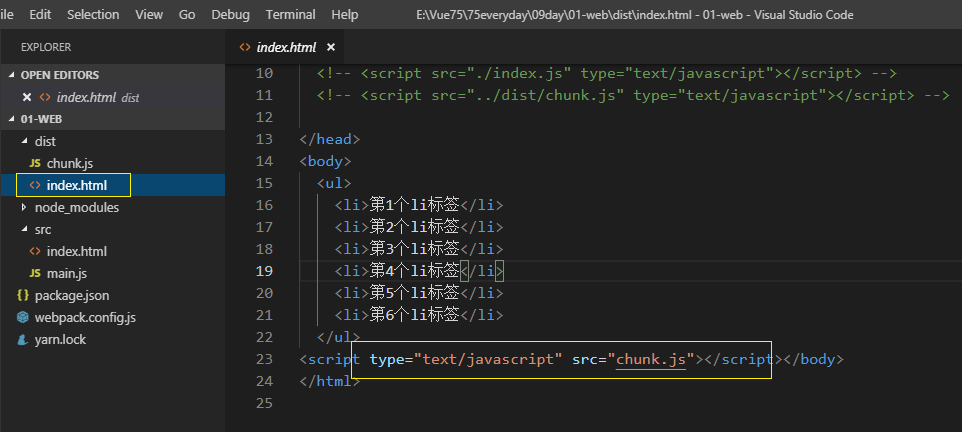 ile Edit Selection View Go Debug Terminal Help E:\Vue75\75everyday\09day\01-web\dist\index.html - 01-web - Visual Studio Code
EXPLORER
OPEN EDITORS
index.html dist
01-WEB
dist
JS chunk.js
index.html
node_modules
src
index.html
JS main.js
package.json
webpack.config.js
yarn.lock
index.html
10 <!-- <script src="./index.js" type="text/javascript"></script> -->
11 <!-- <script src="../dist/chunk.js" type="text/javascript"></script> -->
12
13 </head>
14 <body>
15 <ul>
16 <li>第1个li标签</li>
17 <li>第2个li标签</li>
18 <li>第3个li标签</li>
19 <li>第4个li标签</li>
20 <li>第5个li标签</li>
21 <li>第6个li标签</li>
22 </ul>
23 <script type="text/javascript" src="chunk.js"></script></body>
24 </html>
25